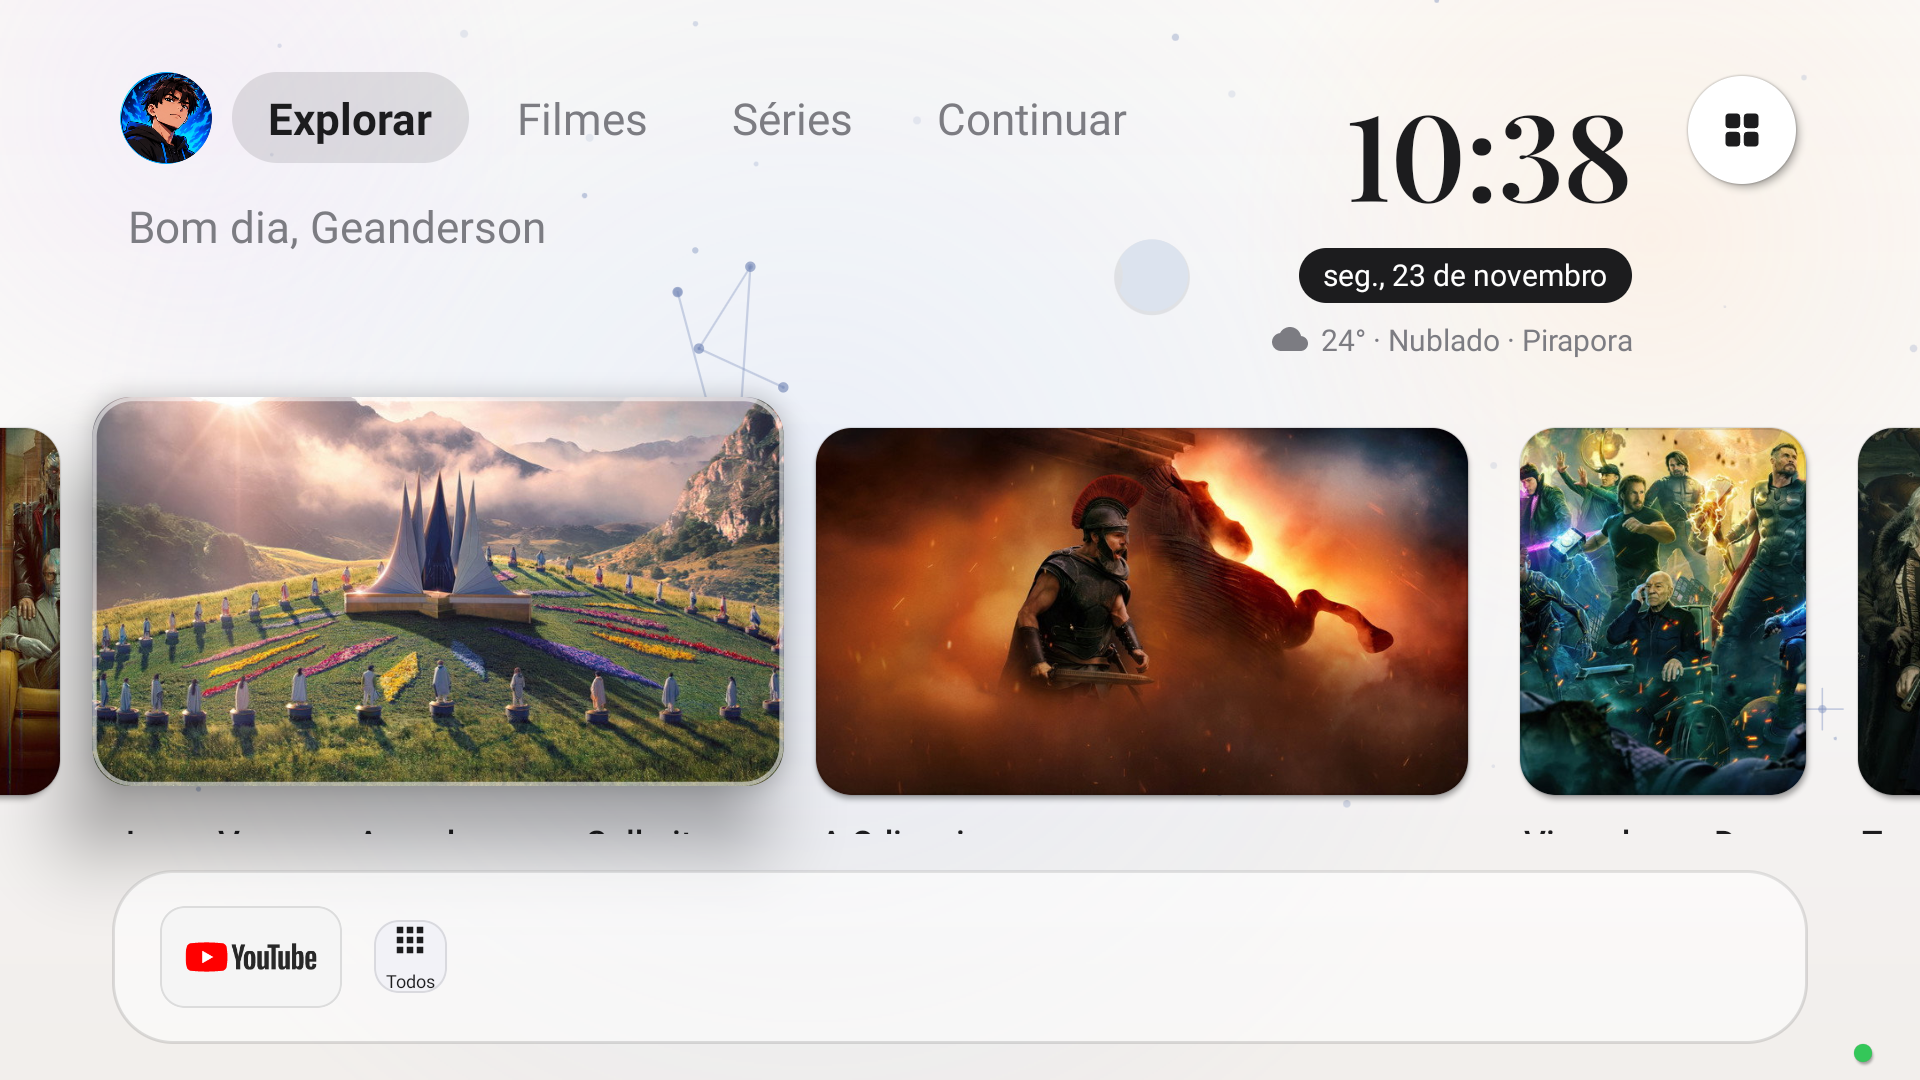 Explorar
Filmes
Séries
Continuar
10:38
Bom dia, Geanderson
seg., 23 de novembro
24° · Nublado · Pirapora
YouTube
Todos